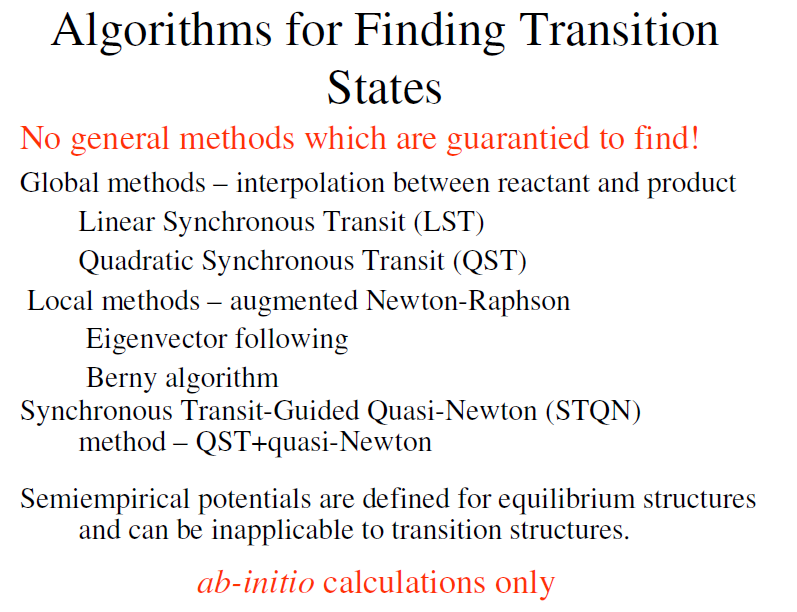 Algorithms for Finding Transition
States
No general methods which are guarantied to find!
Global methods – interpolation between reactant and product
Linear Synchronous Transit (LST)
Quadratic Synchronous Transit (QST)
Local methods – augmented Newton-Raphson
Eigenvector following
Berny algorithm
Synchronous Transit-Guided Quasi-Newton (STQN)
method – QST+quasi-Newton
Semiempirical potentials are defined for equilibrium structures
and can be inapplicable to transition structures.
ab-initio calculations only